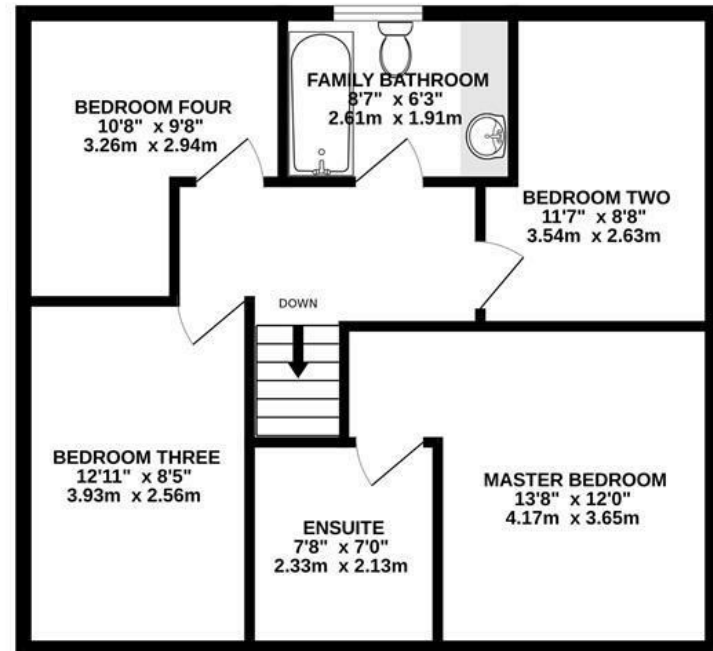 BEDROOM FOUR
10'8" x 9'8"
3.26m x 2.94m
FAMILY BATHROOM
8'7" x 6'3"
2.61m x 1.91m
BEDROOM TWO
11'7" x 8'8"
3.54m x 2.63m
DOWN
BEDROOM THREE
12'11" x 8'5"
3.93m x 2.56m
ENSUITE
7'8" x 7'0"
2.33m x 2.13m
MASTER BEDROOM
13'8" x 12'0"
4.17m x 3.65m